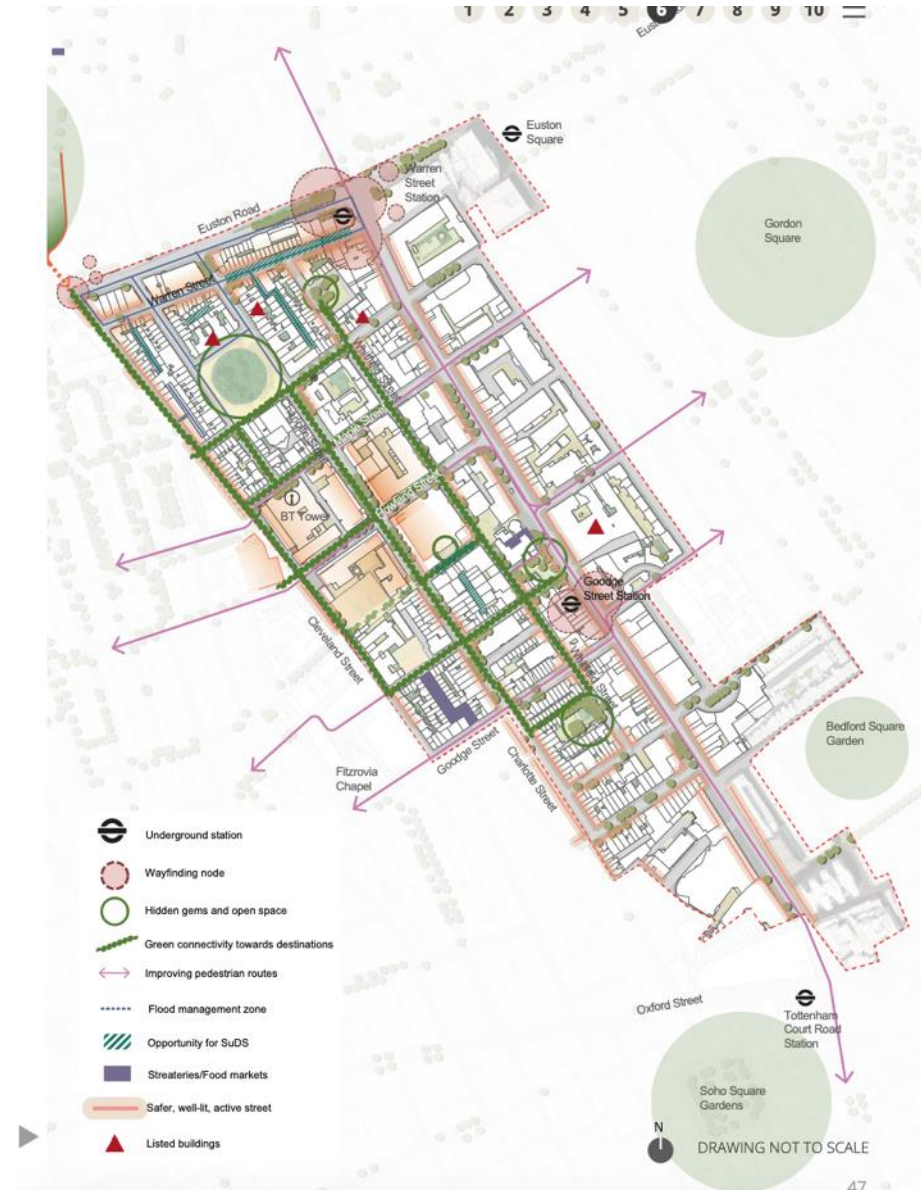 1 2 3 4 5 6 7 8 9 10
Euston
Square
Warren
Street
Station
Euston Road
Gordon
Square
Warren Street
Maple Street
Howland Street
BT Tower
Goodge
Street Station
Cleveland Street
Bedford Square
Garden
Goodge Street
Charlotte Street
Fitzrovia
Chapel
Underground station
Wayfinding node
Hidden gems and open space
Green connectivity towards destinations
Improving pedestrian routes
Flood management zone
Opportunity for SuDS
Streateries/Food markets
Safer, well-lit, active street
Listed buildings
Oxford Street
Tottenham
Court Road
Station
Soho Square
Gardens
N
DRAWING NOT TO SCALE
47